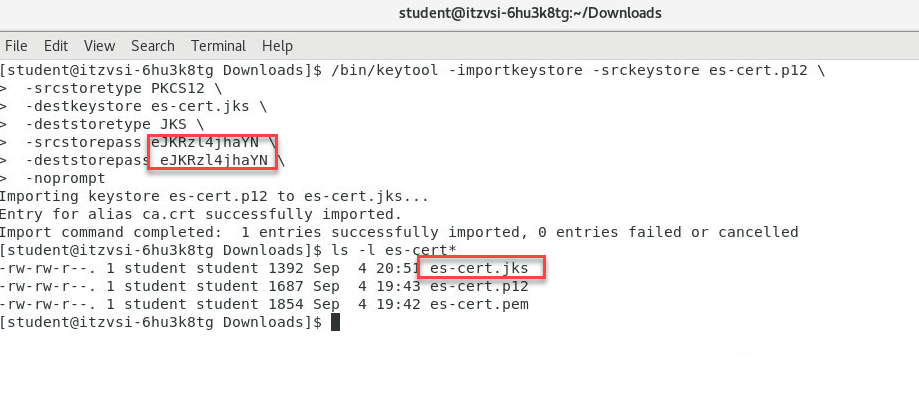 student@itzvsi-6hu3k8tg:~/Downloads
File Edit View Search Terminal Help
[student@itzvsi-6hu3k8tg Downloads]$ /bin/keytool -importkeystore -srckeystore es-cert.p12 \
>  -srcstoretype PKCS12 \
>  -destkeystore es-cert.jks \
>  -deststoretype JKS \
>  -srcstorepass eJKRzl4jhaYN \
>  -deststorepass eJKRzl4jhaYN \
>  -noprompt
Importing keystore es-cert.p12 to es-cert.jks...
Entry for alias ca.crt successfully imported.
Import command completed:  1 entries successfully imported, 0 entries failed or cancelled
[student@itzvsi-6hu3k8tg Downloads]$ ls -l es-cert*
-rw-rw-r--. 1 student student 1392 Sep  4 20:51 es-cert.jks
-rw-rw-r--. 1 student student 1687 Sep  4 19:43 es-cert.p12
-rw-rw-r--. 1 student student 1854 Sep  4 19:42 es-cert.pem
[student@itzvsi-6hu3k8tg Downloads]$